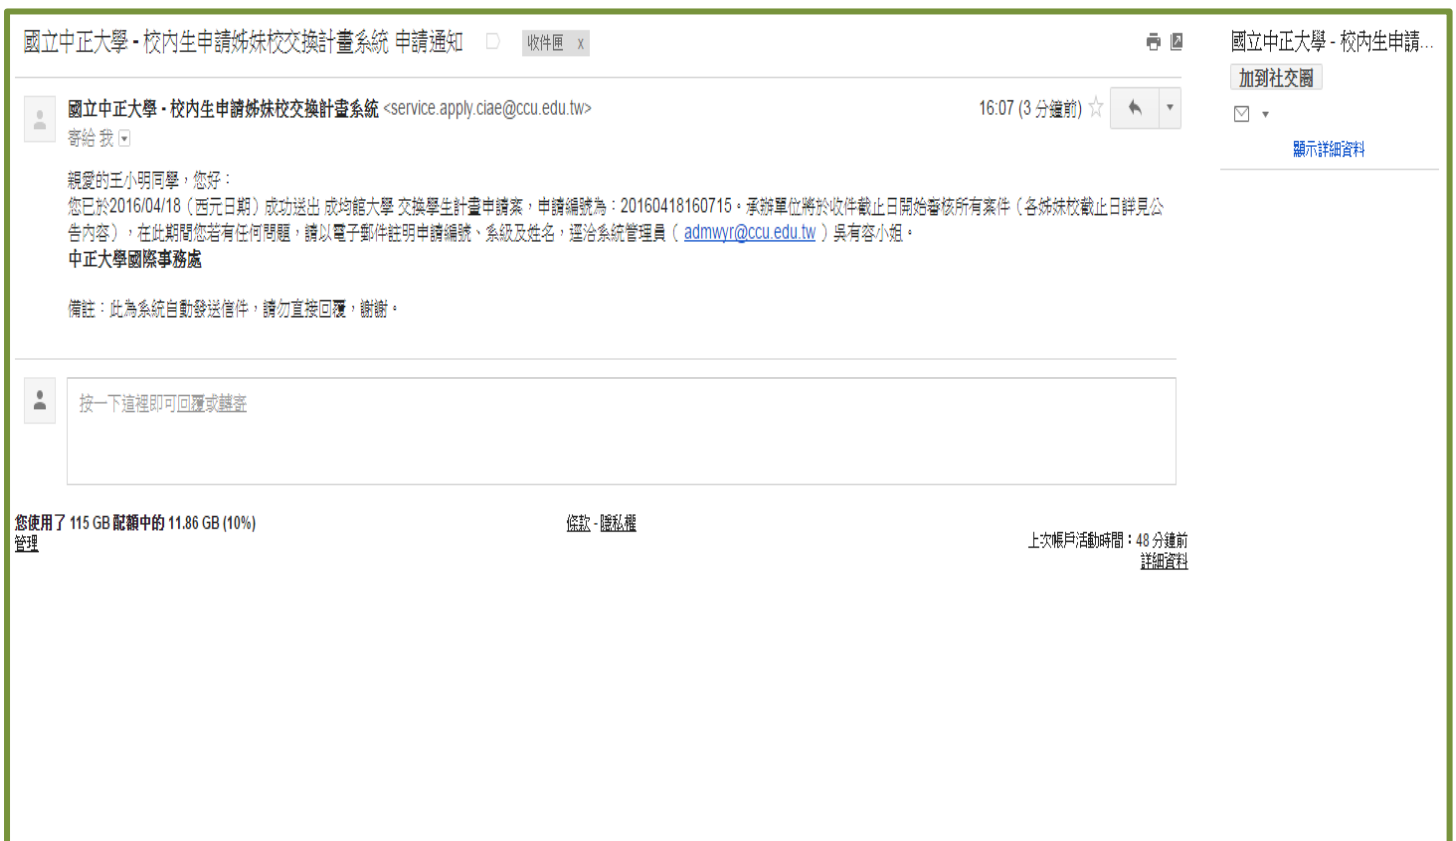 國立中正大學 - 校內生申請姊妹校交換計畫系統 申請通知 收件匣 x
國立中正大學 - 校內生申請姊妹校交換計畫系統 <service.apply.ciae@ccu.edu.tw>
16:07 (3 分鐘前)
寄給 我
親愛的王小明同學，您好：
您已於2016/04/18（西元日期）成功送出 成均館大學 交換學生計畫申請案，申請編號為：20160418160715。承辦單位將於收件截止日開始審核所有案件（各姊妹校截止日詳見公
告內容），在此期間您若有任何問題，請以電子郵件註明申請編號、系級及姓名，逕洽系統管理員（ admwyr@ccu.edu.tw ）吳有容小姐。
中正大學國際事務處
備註：此為系統自動發送信件，請勿直接回覆，謝謝。
按一下這裡即可回覆或轉寄
您使用了 115 GB 配額中的 11.86 GB (10%)
管理
條款 - 隱私權
上次帳戶活動時間：48 分鐘前
詳細資料
國立中正大學 - 校內生申請...
加到社交圈
顯示詳細資料